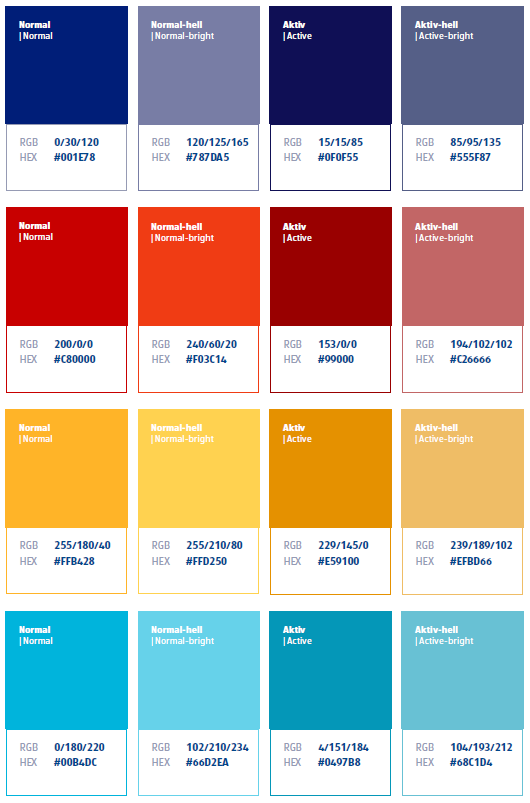 Normal
|Normal
RGB 0/30/120
HEX #001E78
Normal-hell
|Normal-bright
RGB 120/125/165
HEX #787DA5
Aktiv
|Active
RGB 15/15/85
HEX #0F0F55
Aktiv-hell
|Active-bright
RGB 85/95/135
HEX #555F87
Normal
|Normal
RGB 200/0/0
HEX #C80000
Normal-hell
|Normal-bright
RGB 240/60/20
HEX #F03C14
Aktiv
|Active
RGB 153/0/0
HEX #99000
Aktiv-hell
|Active-bright
RGB 194/102/102
HEX #C26666
Normal
|Normal
RGB 255/180/40
HEX #FFB428
Normal-hell
|Normal-bright
RGB 255/210/80
HEX #FFD250
Aktiv
|Active
RGB 229/145/0
HEX #E59100
Aktiv-hell
|Active-bright
RGB 239/189/102
HEX #EFBD66
Normal
|Normal
RGB 0/180/220
HEX #00B4DC
Normal-hell
|Normal-bright
RGB 102/210/234
HEX #66D2EA
Aktiv
|Active
RGB 4/151/184
HEX #0497B8
Aktiv-hell
|Active-bright
RGB 104/193/212
HEX #68C1D4